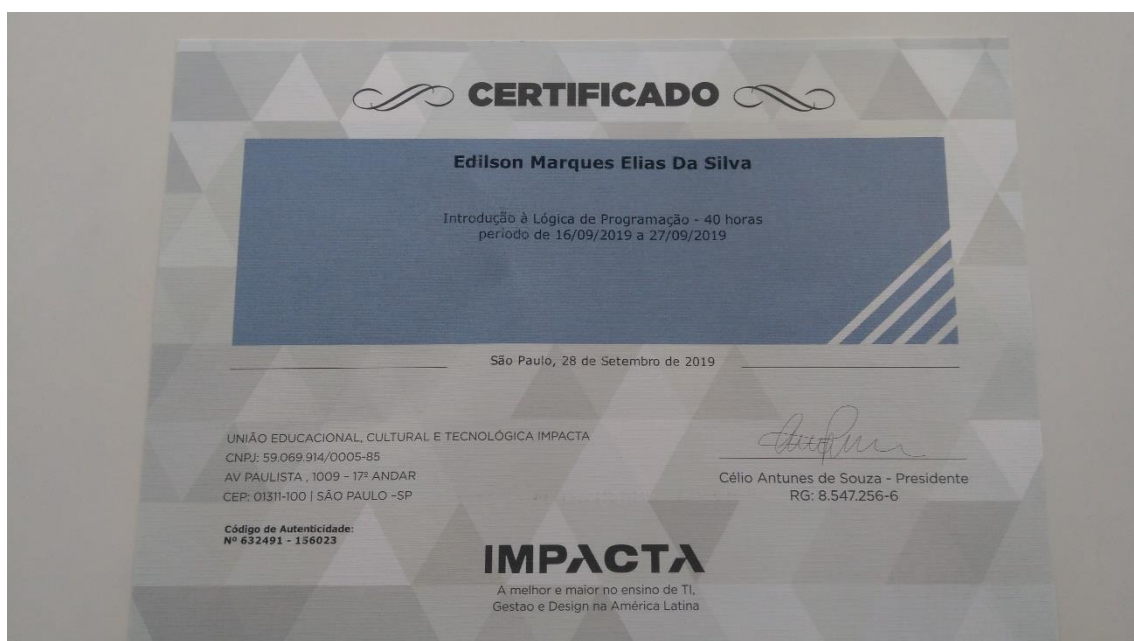 CERTIFICADO
Edilson Marques Elias Da Silva
Introdução à Lógica de Programação - 40 horas
periodo de 16/09/2019 a 27/09/2019
São Paulo, 28 de Setembro de 2019
UNIÃO EDUCACIONAL, CULTURAL E TECNOLÓGICA IMPACTA
CNPJ: 59.069.914/0005-85
AV PAULISTA , 1009 - 17º ANDAR
CEP: 01311-100 | SÃO PAULO -SP
Célio Antunes de Souza - Presidente
RG: 8.547.256-6
Código de Autenticidade:
Nº 632491 - 156023
IMPACTA
A melhor e maior no ensino de TI,
Gestao e Design na América Latina